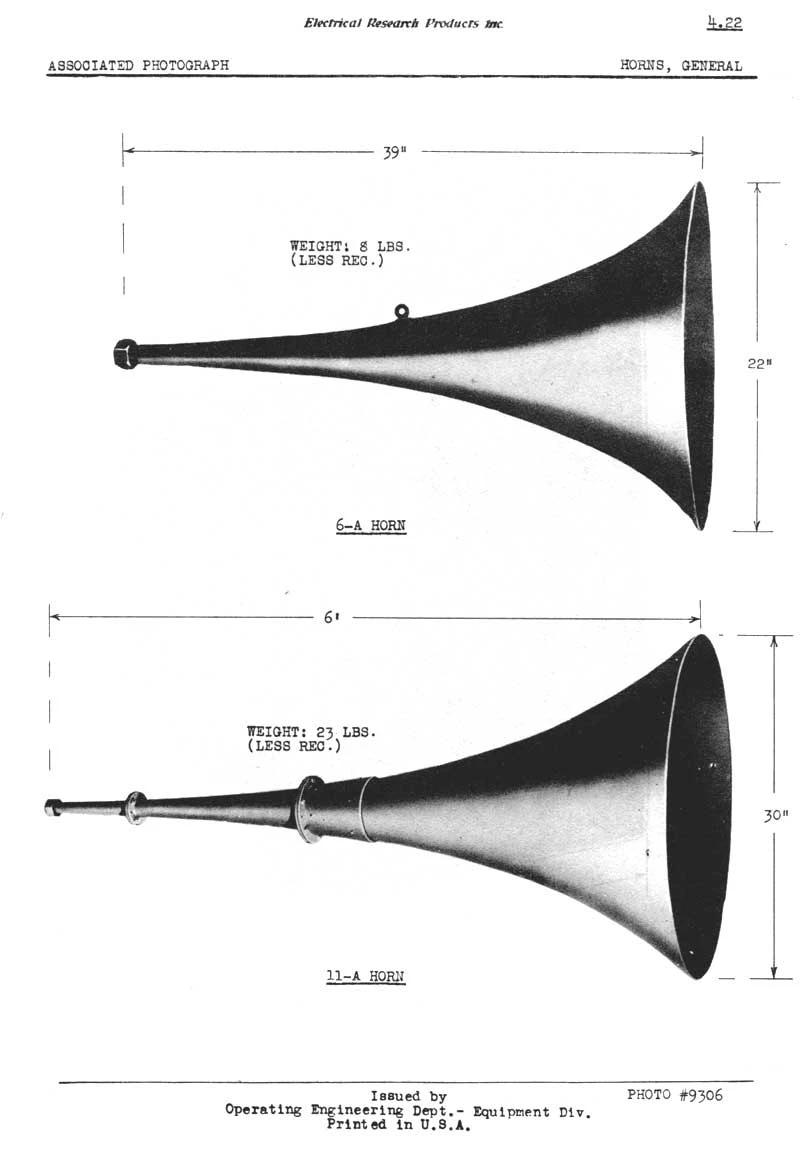 Electrical Research Products Inc.
4.22
ASSOCIATED PHOTOGRAPH
HORNS, GENERAL
39"
WEIGHT: 8 LBS.
(LESS REC.)
22"
6-A HORN
6'
WEIGHT: 23 LBS.
(LESS REC.)
30"
11-A HORN
Issued by
PHOTO #9306
Operating Engineering Dept.- Equipment Div.
Printed in U.S.A.